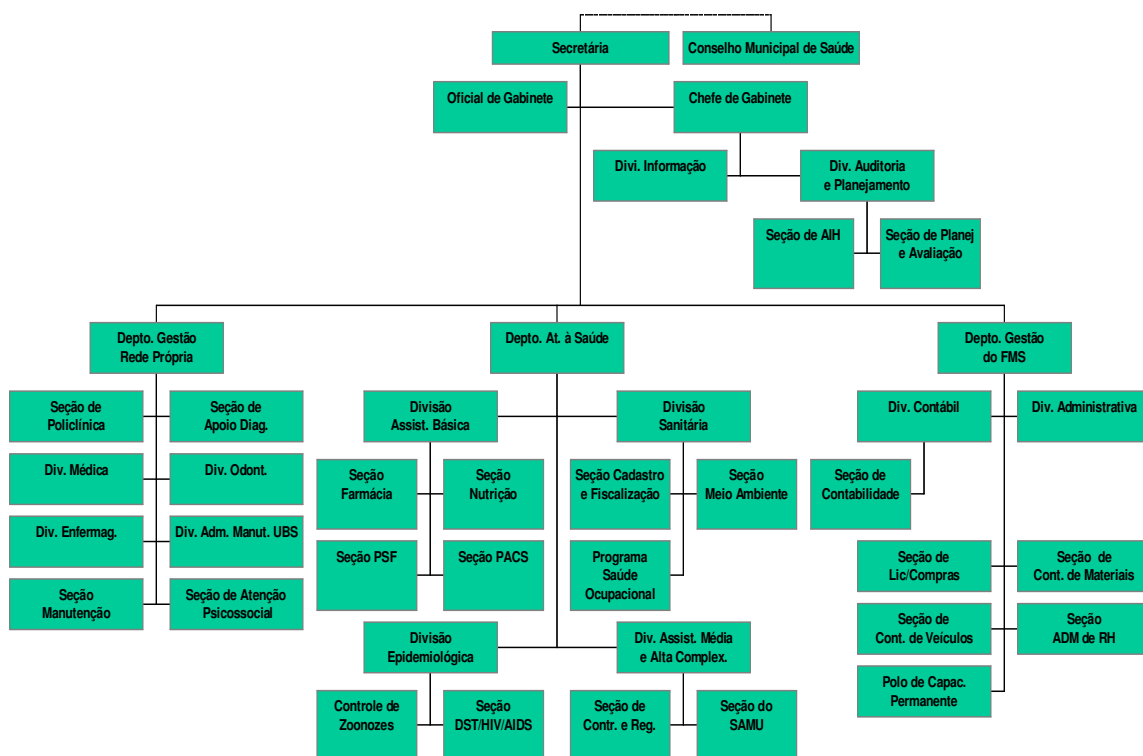 Secretária
Conselho Municipal de Saúde
Oficial de Gabinete
Chefe de Gabinete
Divi. Informação
Div. Auditoria
e Planejamento
Seção de AIH
Seção de Planej
e Avaliação
Depto. Gestão
Rede Própria
Depto. At. à Saúde
Depto. Gestão
do FMS
Seção de
Policlínica
Seção de
Apoio Diag.
Div. Médica
Div. Odont.
Div. Enfermag.
Div. Adm. Manut. UBS
Seção
Manutenção
Seção de Atenção
Psicossocial
Divisão
Assist. Básica
Divisão
Sanitária
Seção
Farmácia
Seção
Nutrição
Seção Cadastro
e Fiscalização
Seção
Meio Ambiente
Seção PSF
Seção PACS
Programa
Saúde
Ocupacional
Divisão
Epidemiológica
Div. Assist. Média
e Alta Complex.
Controle de
Zoonozes
Seção
DST/HIV/AIDS
Seção de
Contr. e Reg.
Seção do
SAMU
Div. Contábil
Div. Administrativa
Seção de
Contabilidade
Seção de
Lic/Compras
Seção de
Cont. de Materiais
Seção de
Cont. de Veículos
Seção
ADM de RH
Polo de Capac.
Permanente